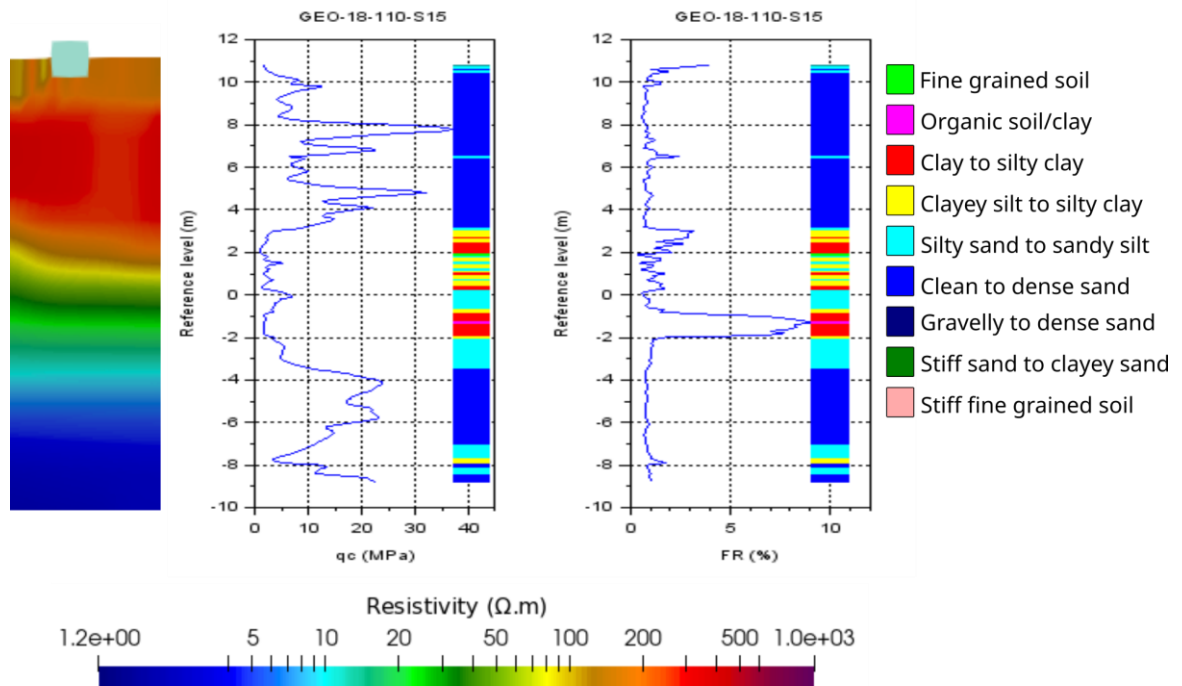 GEO-18-110-S15
GEO-18-110-S15
12
10
8
6
4
2
0
-2
-4
-6
-8
-10
Reference level (m)
0
10
20
30
40
qc (MPa)
12
10
8
6
4
2
0
-2
-4
-6
-8
-10
Reference level (m)
0
5
10
FR (%)
Fine grained soil
Organic soil/clay
Clay to silty clay
Clayey silt to silty clay
Silty sand to sandy silt
Clean to dense sand
Gravelly to dense sand
Stiff sand to clayey sand
Stiff fine grained soil
Resistivity (Ω.m)
1.2e+00 5 10 20 50 100 200 500 1.0e+03